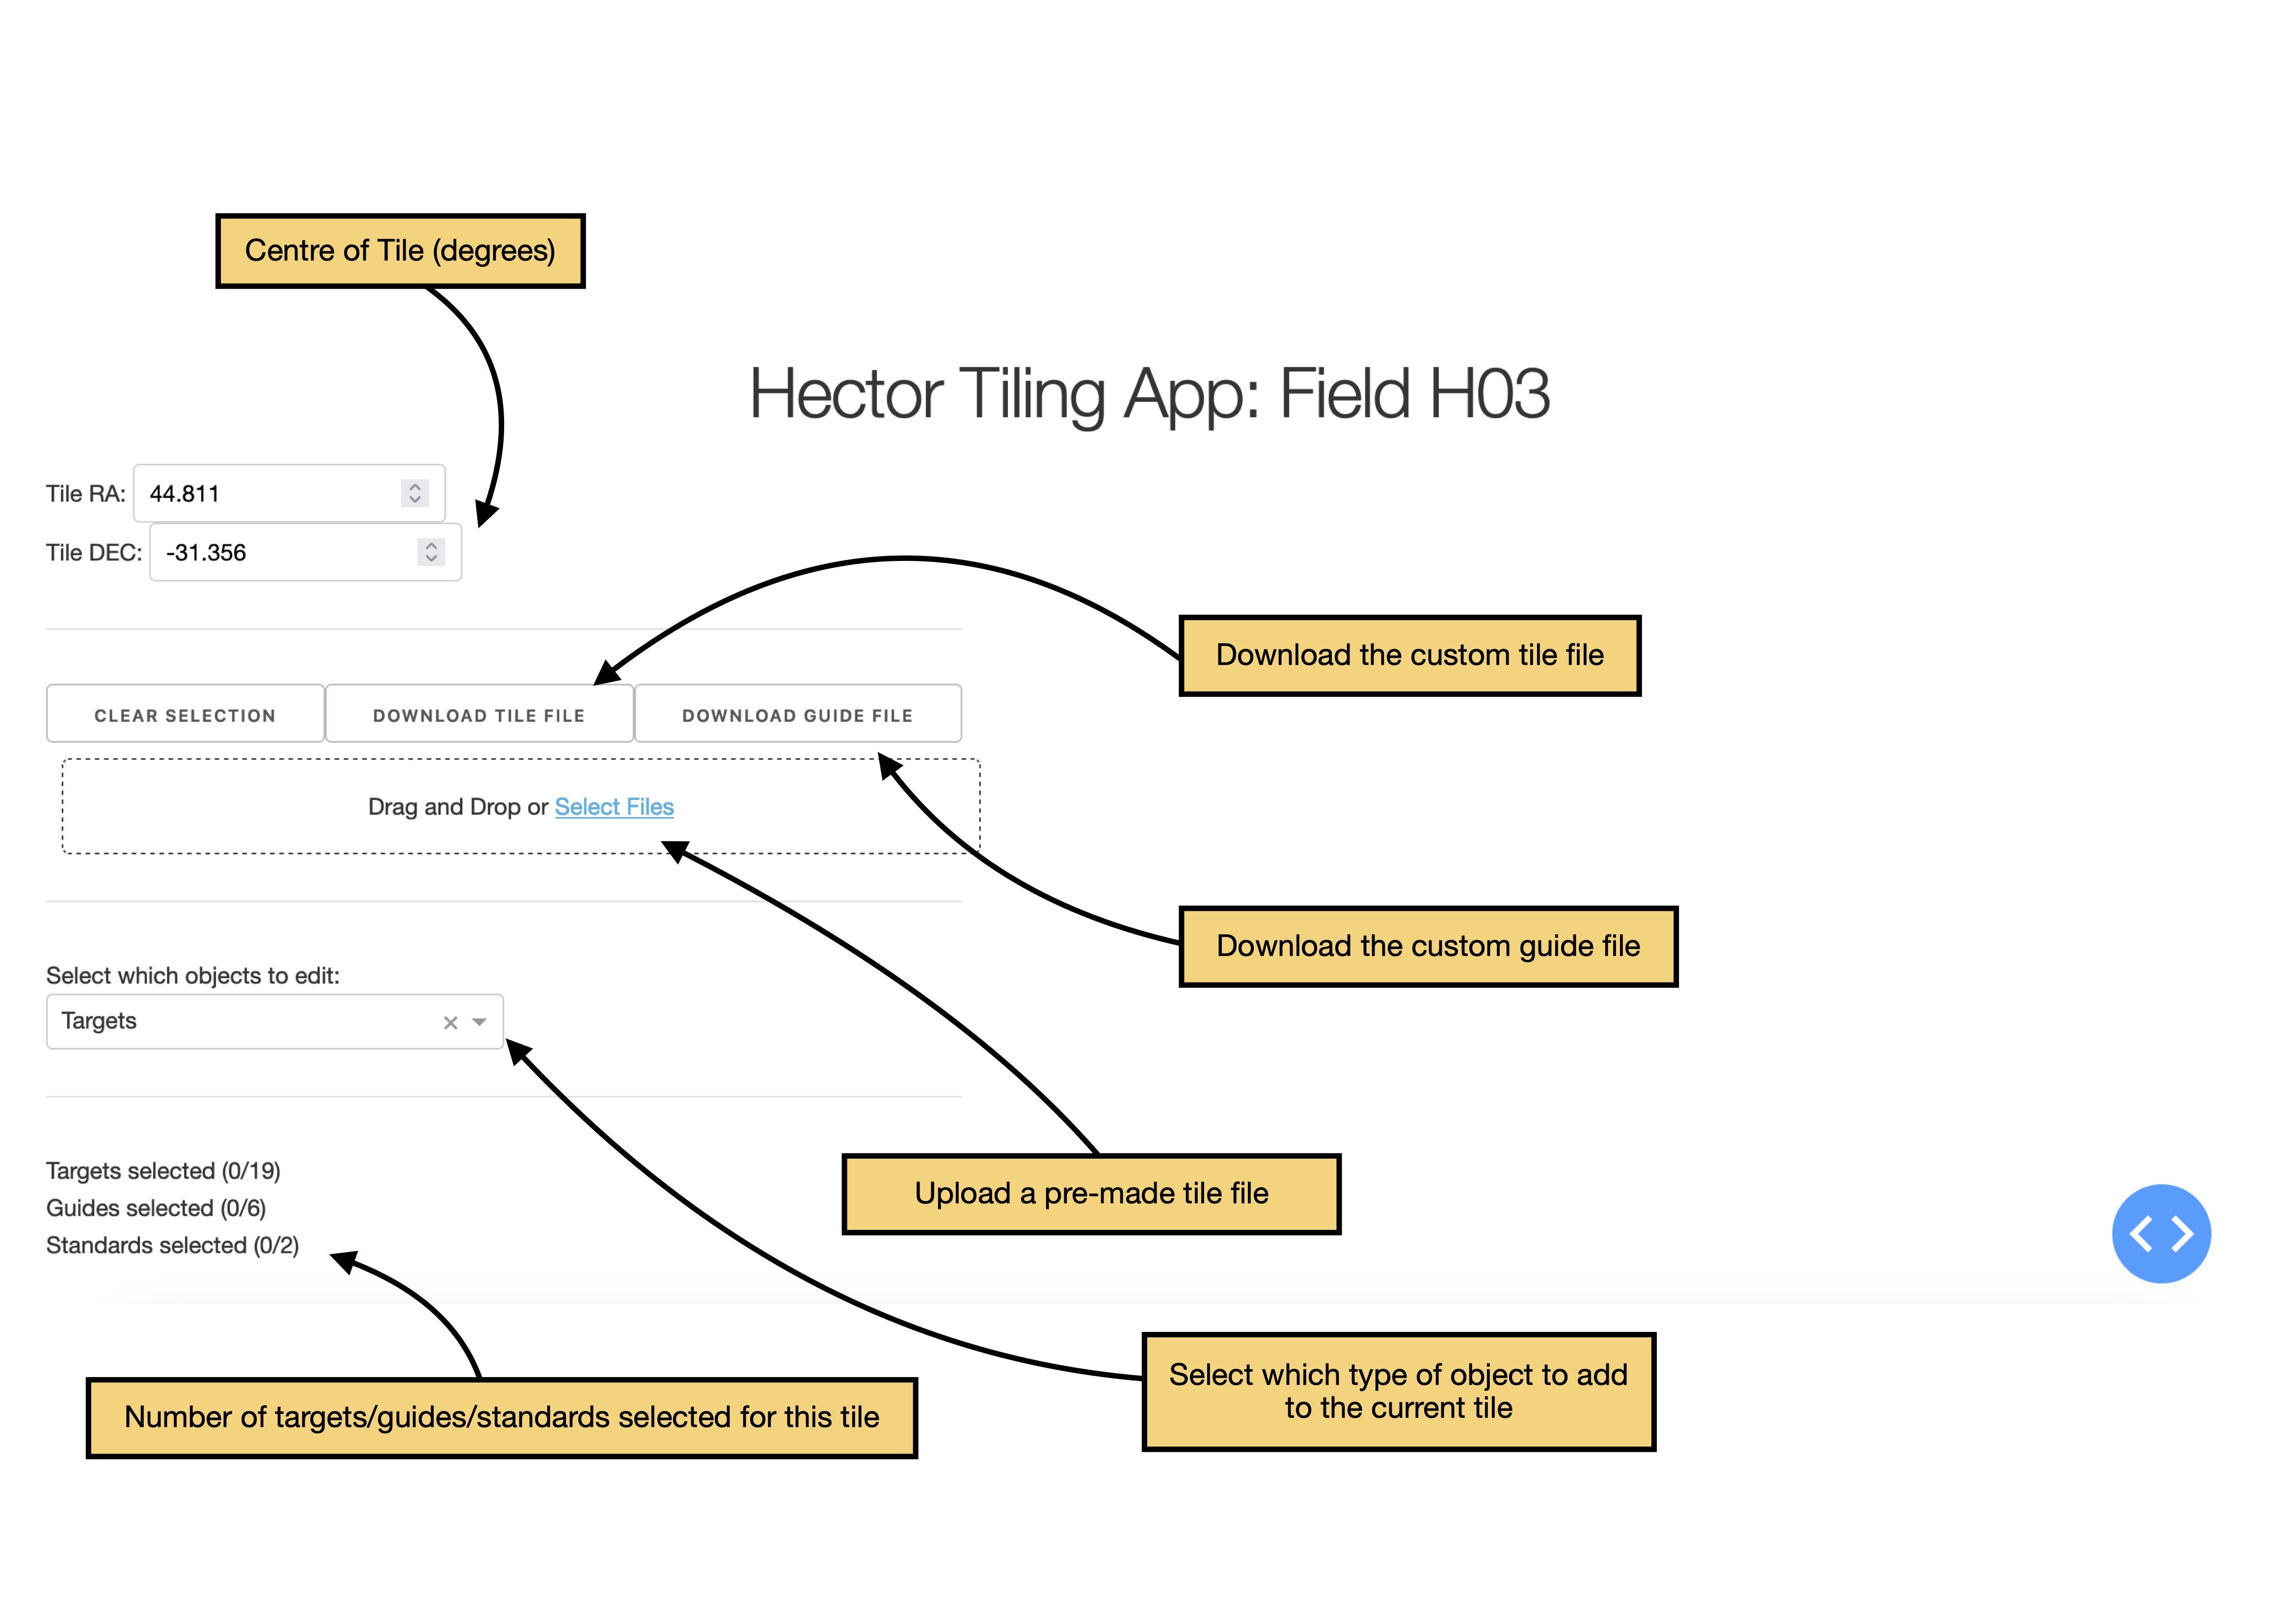 Centre of Tile (degrees)
Hector Tiling App: Field H03
Tile RA: 44.811
Tile DEC: -31.356
Download the custom tile file
CLEAR SELECTION DOWNLOAD TILE FILE DOWNLOAD GUIDE FILE
Drag and Drop or Select Files
Download the custom guide file
Select which objects to edit:
Targets
Targets selected (0/19)
Guides selected (0/6)
Standards selected (0/2)
Upload a pre-made tile file
Select which type of object to add
to the current tile
Number of targets/guides/standards selected for this tile